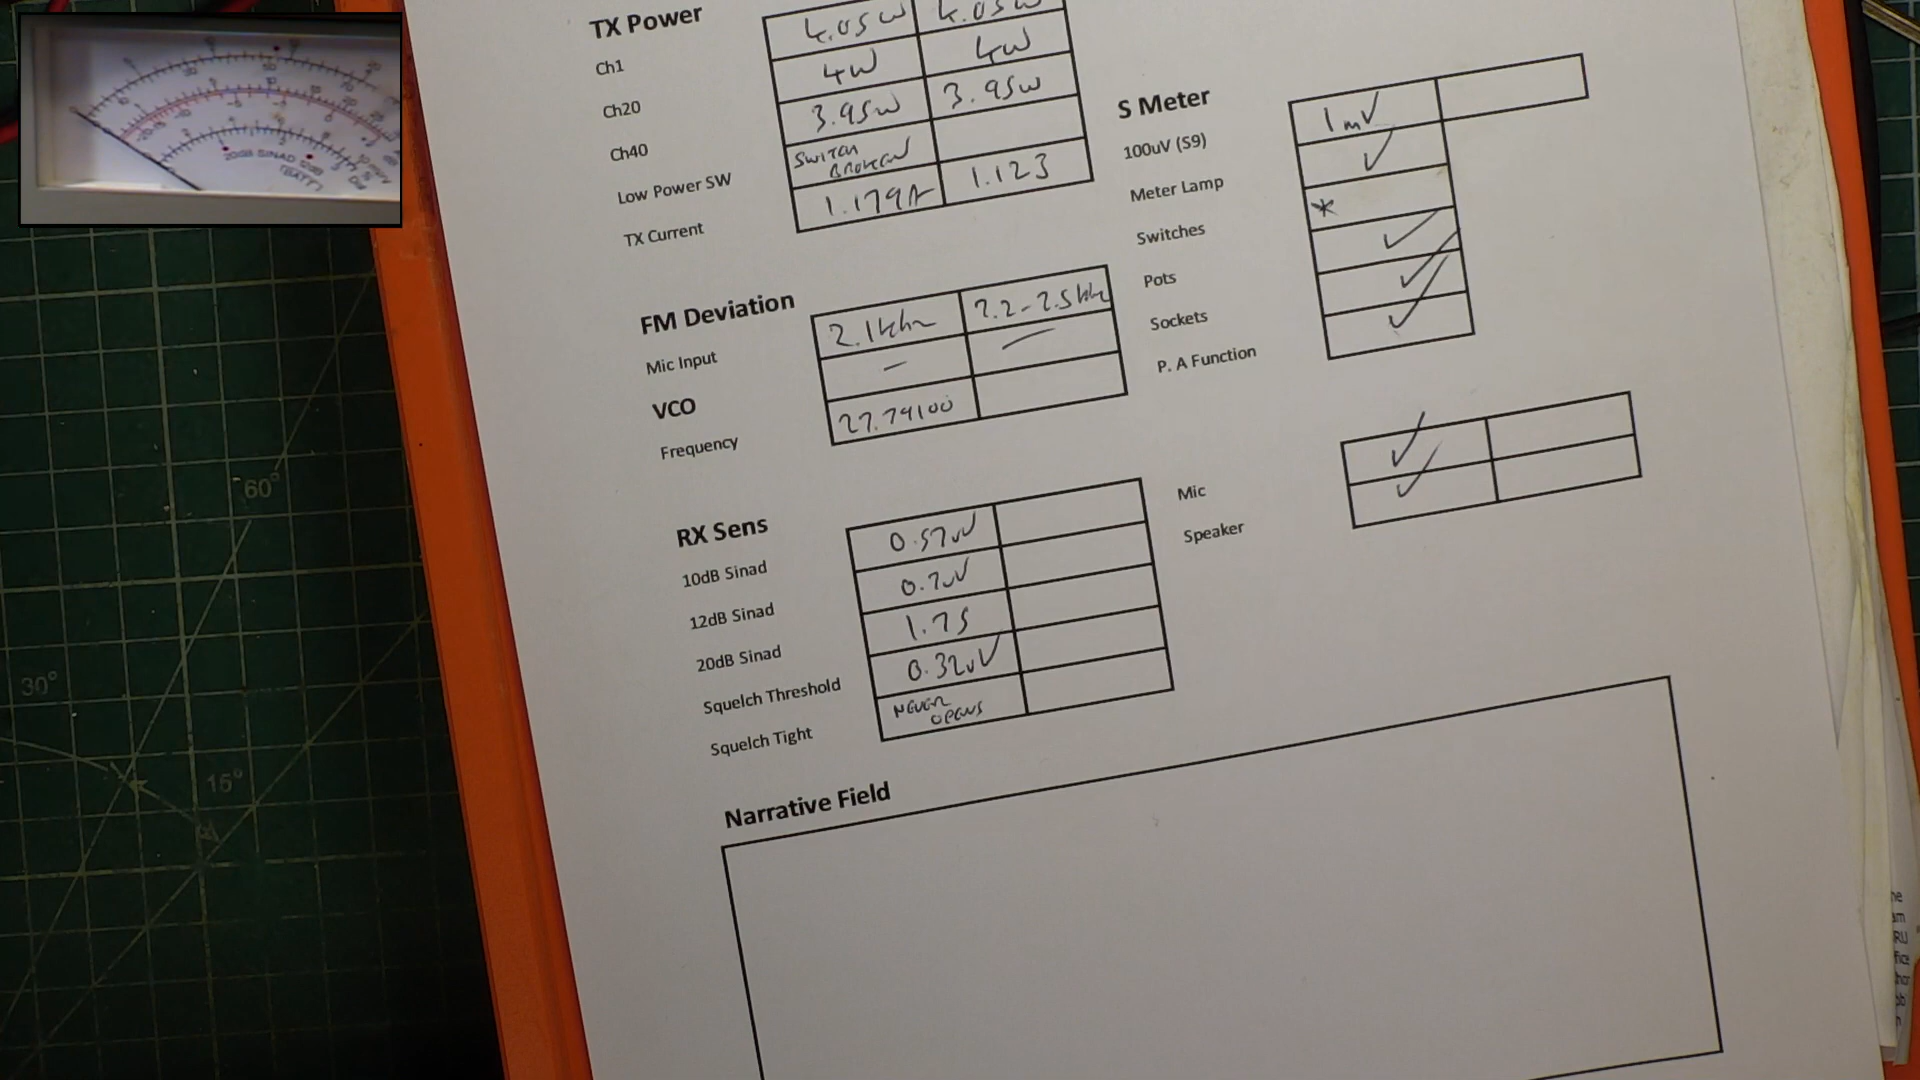 TX Power
4.05W 4.05W
Ch1
4W 4W
Ch20
3.95W 3.95W
Ch40
SWITCH BROKEN
Low Power SW
1.179A 1.123
TX Current
FM Deviation
2.1khz 2.2-2.5khz
Mic Input
- -
VCO
27.79100
Frequency
RX Sens
0.57uV
10dB Sinad
0.7uV
12dB Sinad
1.75
20dB Sinad
0.32uV
Squelch Threshold
NEVER OPENS
Squelch Tight
S Meter
1mV
100uV (S9)
✓
Meter Lamp
*
Switches
✓
Pots
✓
Sockets
✓
P. A Function
✓
Mic
✓
Speaker
Narrative Field
60°
30°
15°
20dB SINAD 12dB
(BATT)